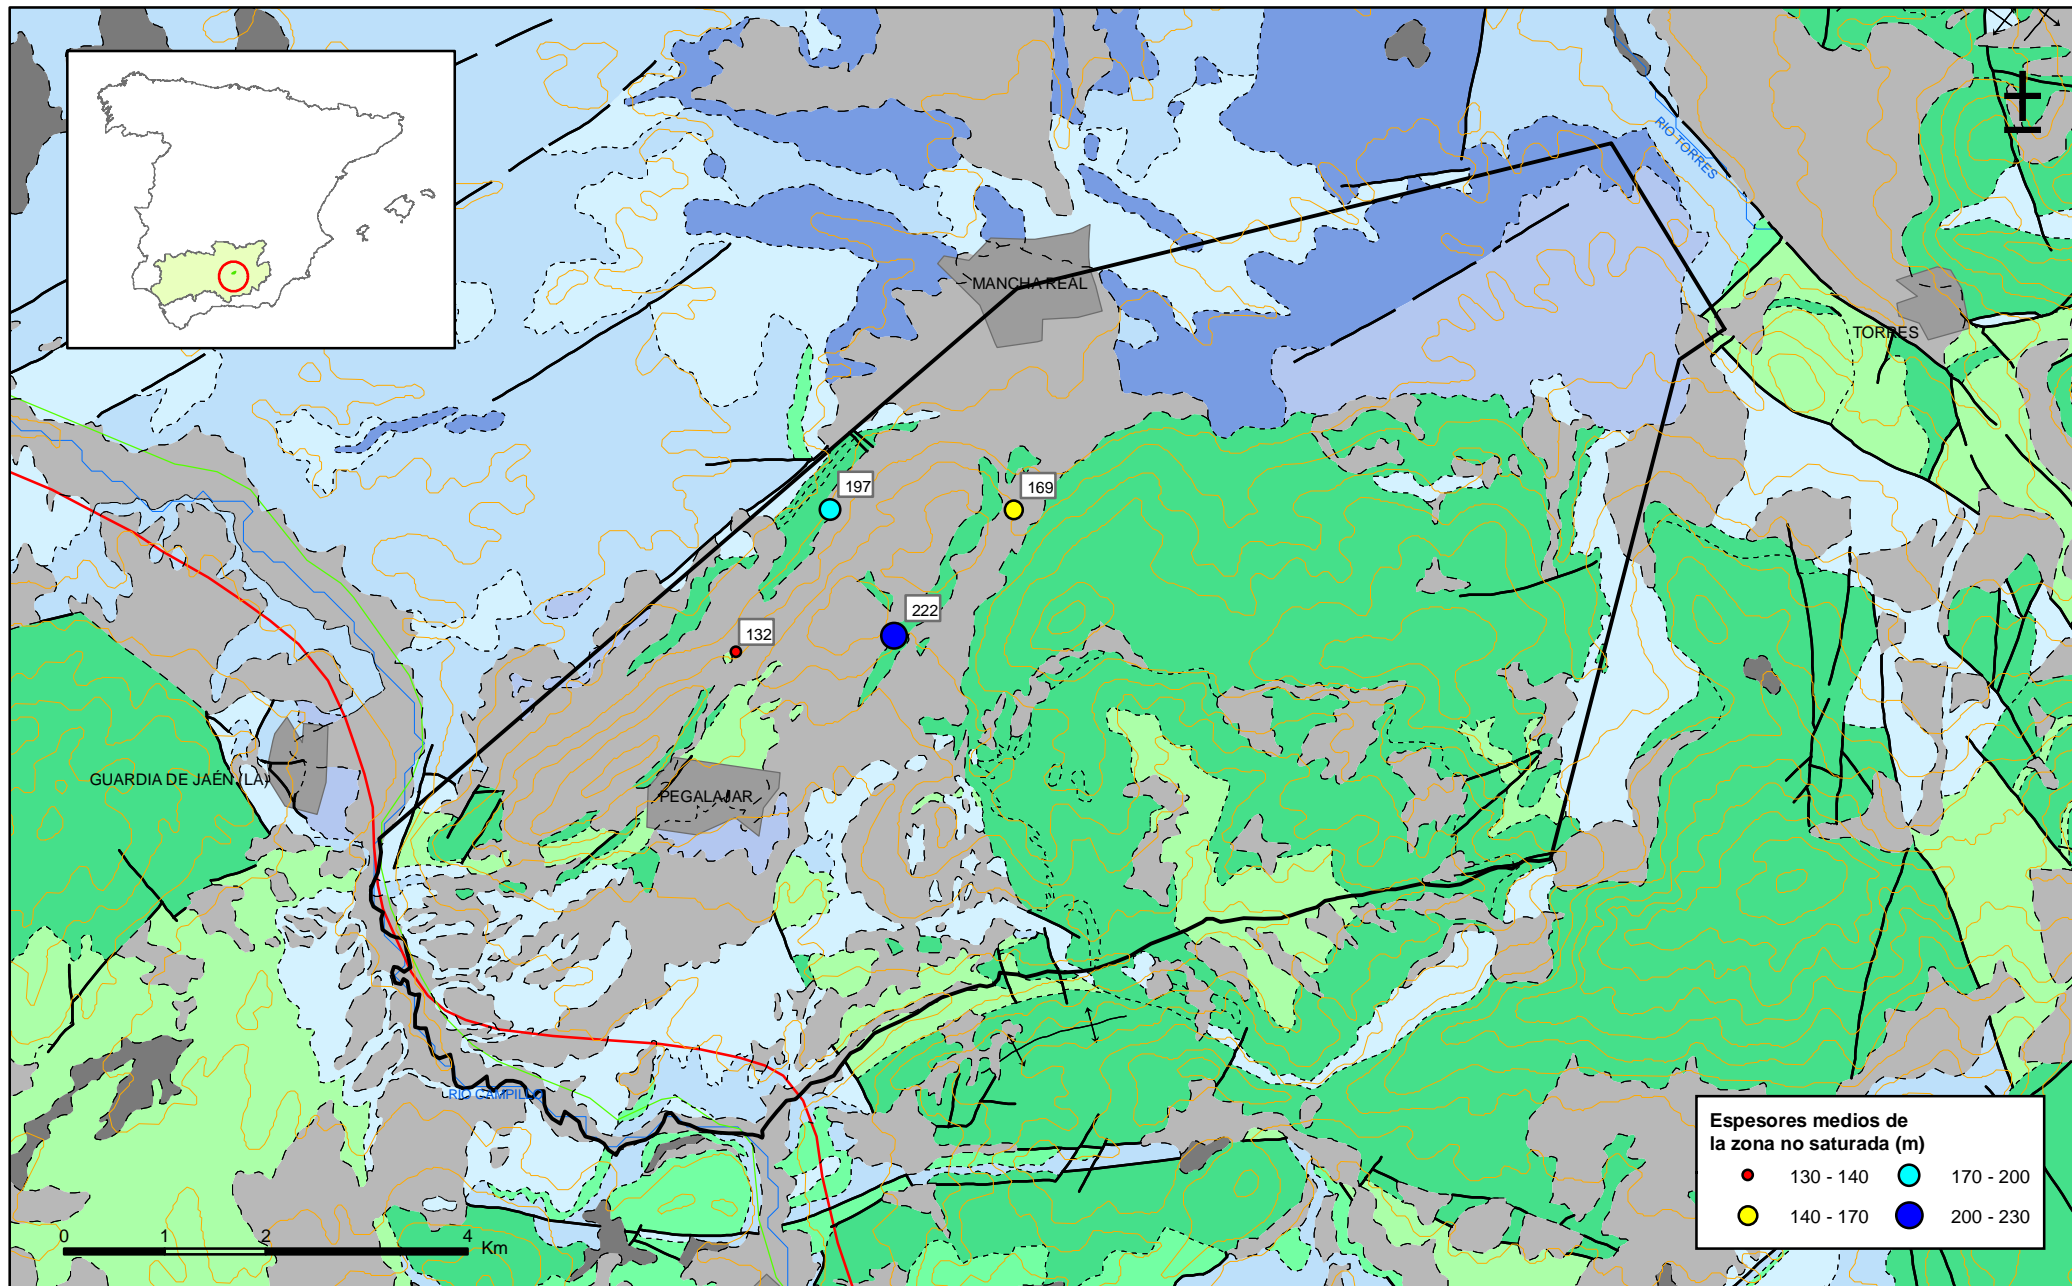 RIO TORRES
MANCHA REAL
TORRES
197
169
222
132
GUARDIA DE JAÉN (LA)
PEGALAJAR
RIO CAMPILLO
Espesores medios de
la zona no saturada (m)
130 - 140
170 - 200
140 - 170
200 - 230
0 1 2 4 Km